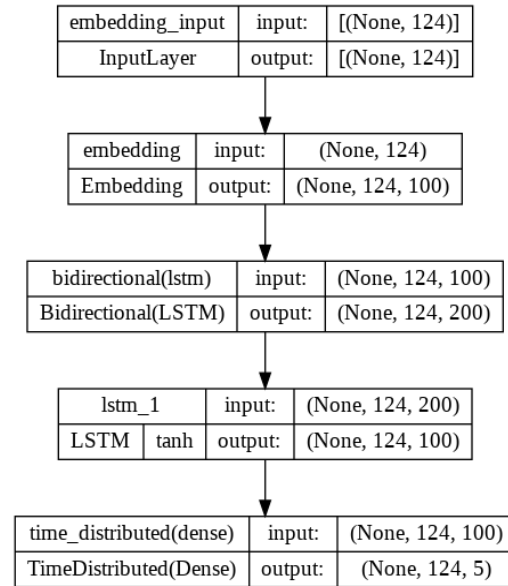 embedding_input input: [(None, 124)]
InputLayer output: [(None, 124)]
embedding input: (None, 124)
Embedding output: (None, 124, 100)
bidirectional(lstm) input: (None, 124, 100)
Bidirectional(LSTM) output: (None, 124, 200)
lstm_1 input: (None, 124, 200)
LSTM tanh output: (None, 124, 100)
time_distributed(dense) input: (None, 124, 100)
TimeDistributed(Dense) output: (None, 124, 5)